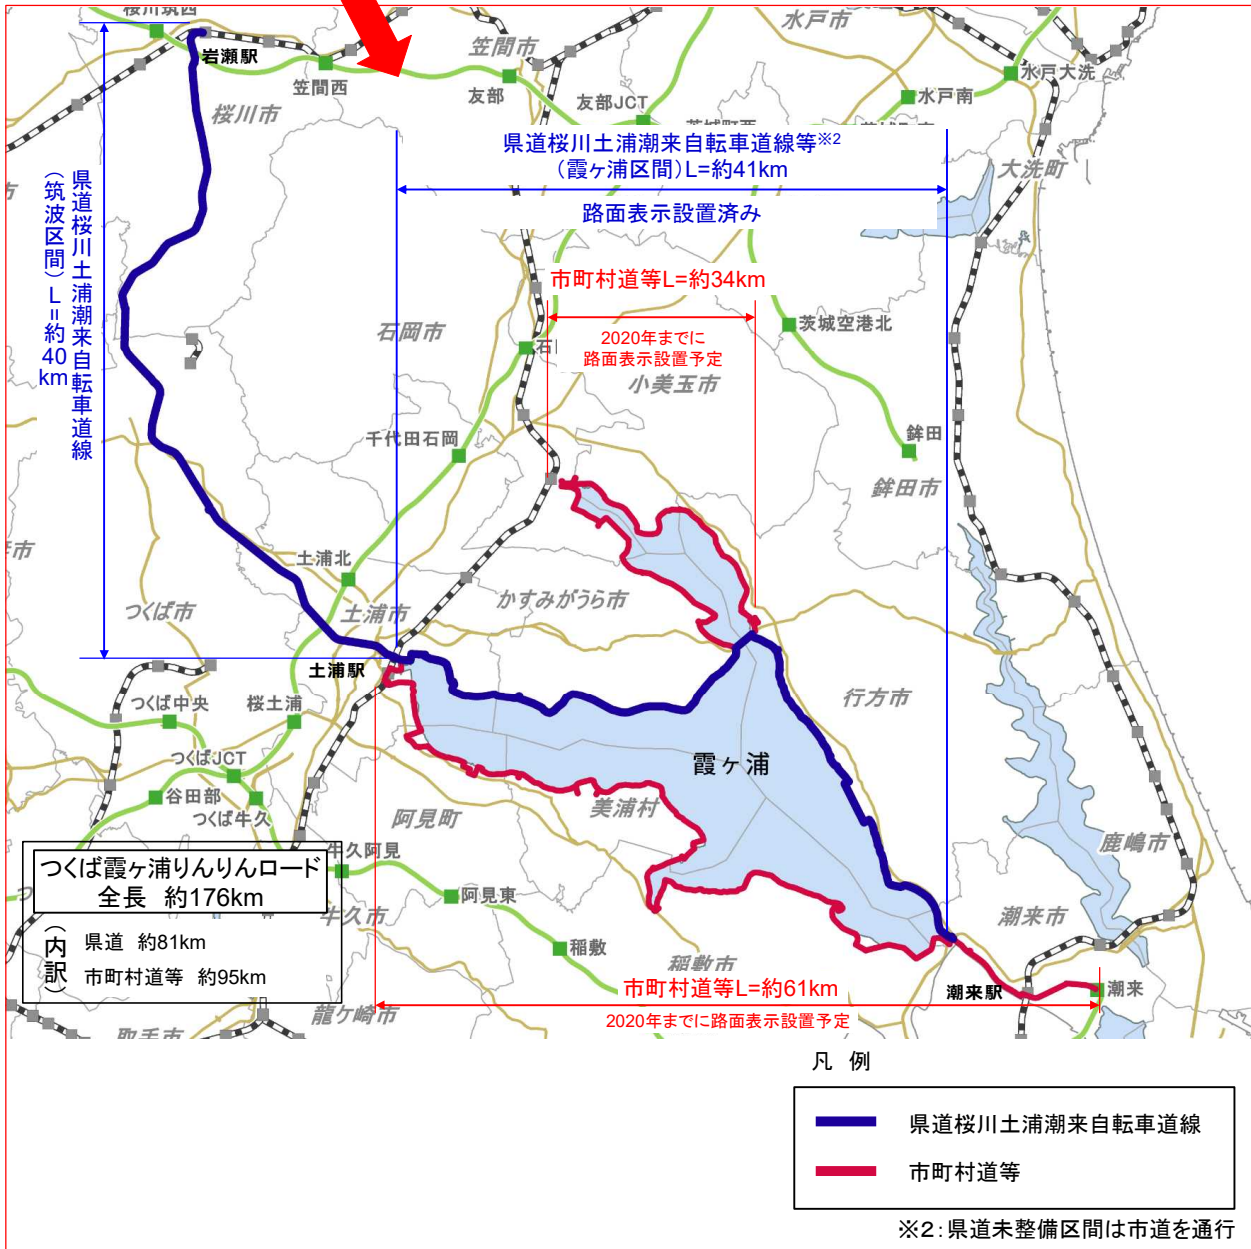 桜川筑西
岩瀬駅
笠間西
笠間市
友部
友部JCT
水戸市
水戸大洗
水戸南
桜川市
大洗町
県道桜川土浦潮来自転車道線等※2
(霞ヶ浦区間)L=約41km
路面表示設置済み
県道桜川土浦潮来自転車道線
(筑波区間) L=約40km
市町村道等L=約34km
2020年までに
路面表示設置予定
石岡市
小美玉市
茨城空港北
千代田石岡
鉾田
鉾田市
土浦北
つくば市
土浦市
かすみがうら市
土浦駅
つくば中央
桜土浦
行方市
つくばJCT
霞ヶ浦
谷田部
つくば牛久
阿見町
美浦村
鹿嶋市
牛久阿見
つくば霞ヶ浦りんりんロード
全長 約176km
阿見東
牛久市
潮来市
(内訳)
県道 約81km
市町村道等 約95km
稲敷
稲敷市
市町村道等L=約61km
潮来駅
潮来
龍ヶ崎市
2020年までに路面表示設置予定
取手市
凡 例
県道桜川土浦潮来自転車道線
市町村道等
※2:県道未整備区間は市道を通行